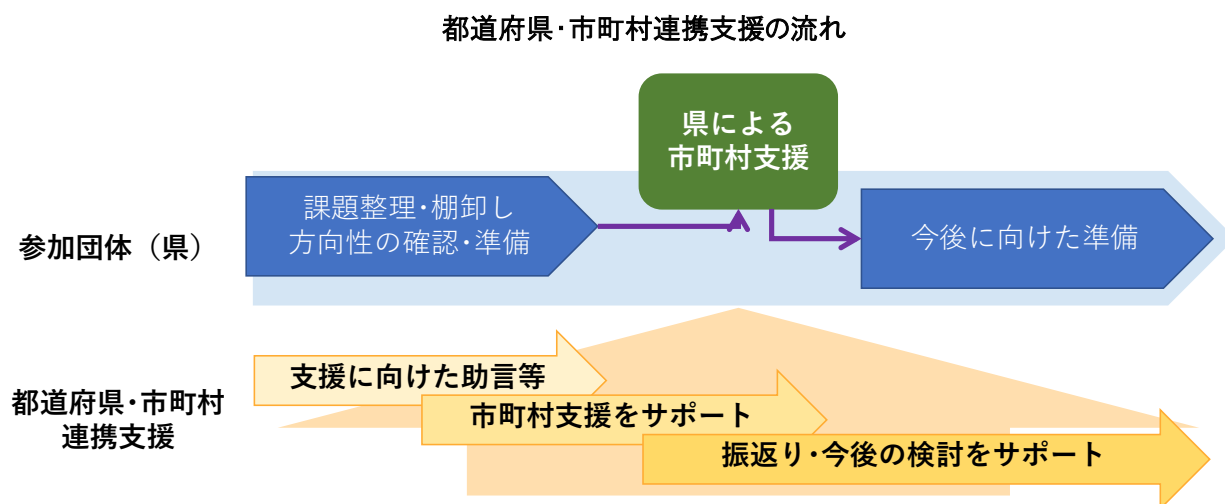 都道府県･市町村連携支援の流れ
県による
市町村支援
課題整理･棚卸し
方向性の確認･準備
今後に向けた準備
参加団体（県）
支援に向けた助言等
市町村支援をサポート
振返り･今後の検討をサポート
都道府県･市町村
連携支援